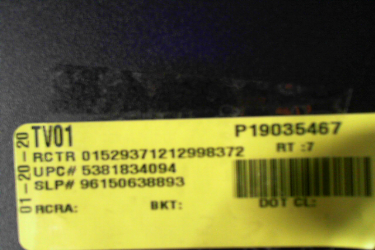 TV01 P19035467
RCTR 01529371212998372 RT :7
UPC# 5381834094
SLP# 96150638893
RCRA: BKT: DOT CL:
01-20-20